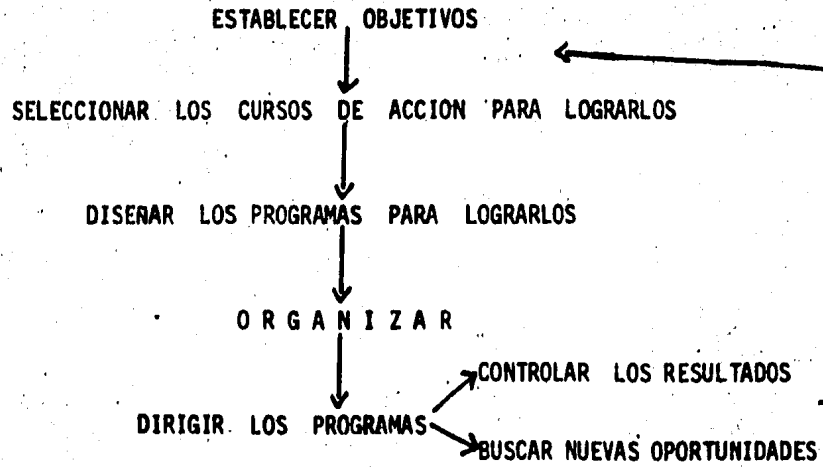 ESTABLECER OBJETIVOS
SELECCIONAR LOS CURSOS DE ACCION PARA LOGRARLOS
DISEÑAR LOS PROGRAMAS PARA LOGRARLOS
O R G A N I Z A R
CONTROLAR LOS RESULTADOS
DIRIGIR LOS PROGRAMAS
BUSCAR NUEVAS OPORTUNIDADES